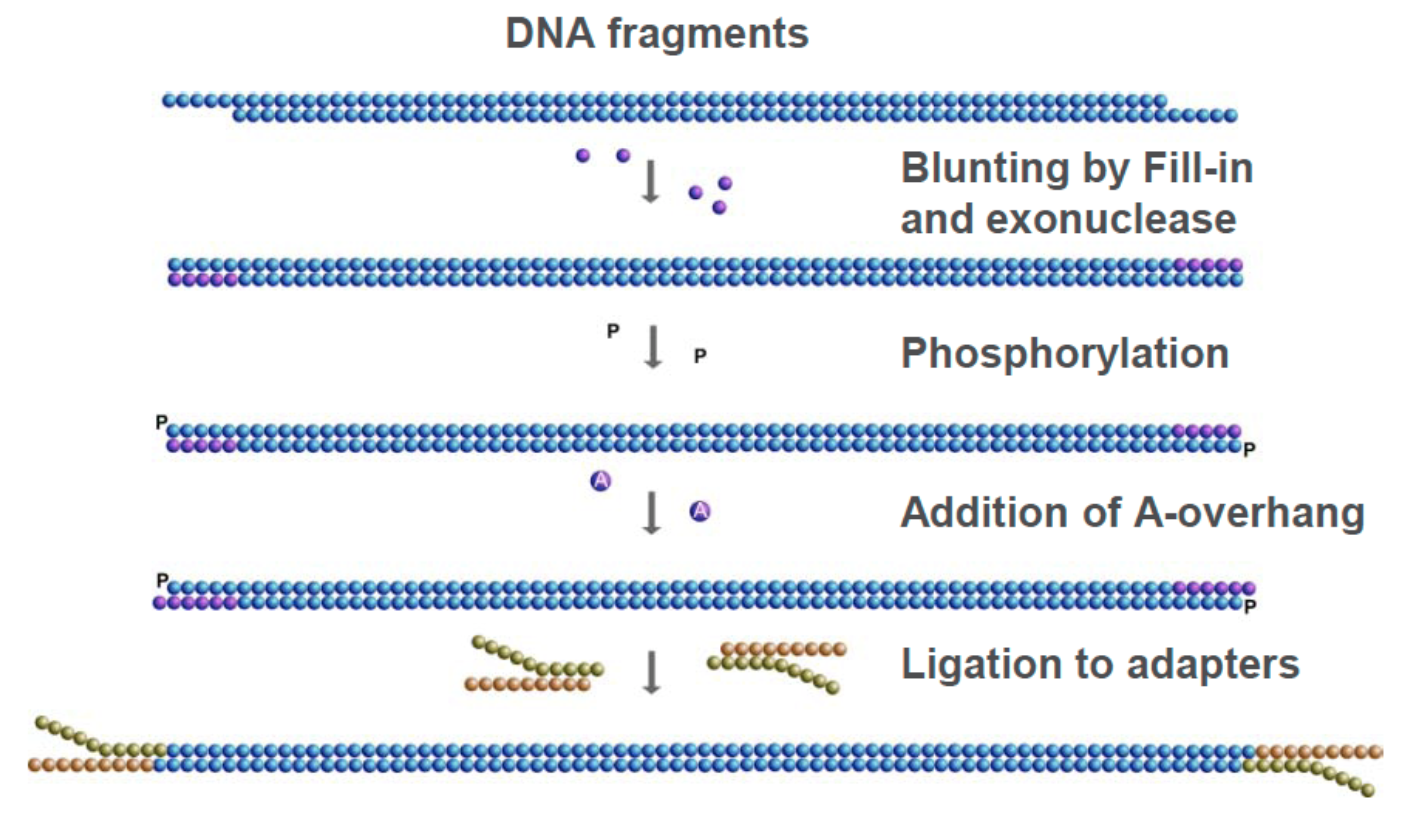 DNA fragments
Blunting by Fill-in
and exonuclease
P
P
Phosphorylation
P
P
A
A
Addition of A-overhang
P
P
Ligation to adapters